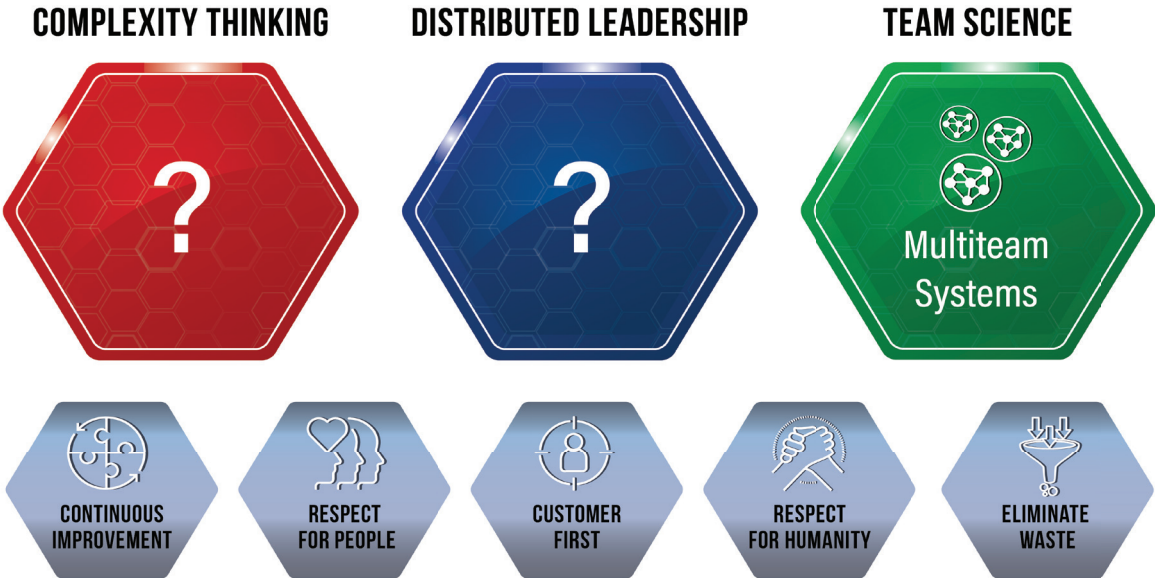 COMPLEXITY THINKING
DISTRIBUTED LEADERSHIP
TEAM SCIENCE
?
?
Multiteam
Systems
CONTINUOUS
IMPROVEMENT
RESPECT
FOR PEOPLE
CUSTOMER
FIRST
RESPECT
FOR HUMANITY
ELIMINATE
WASTE